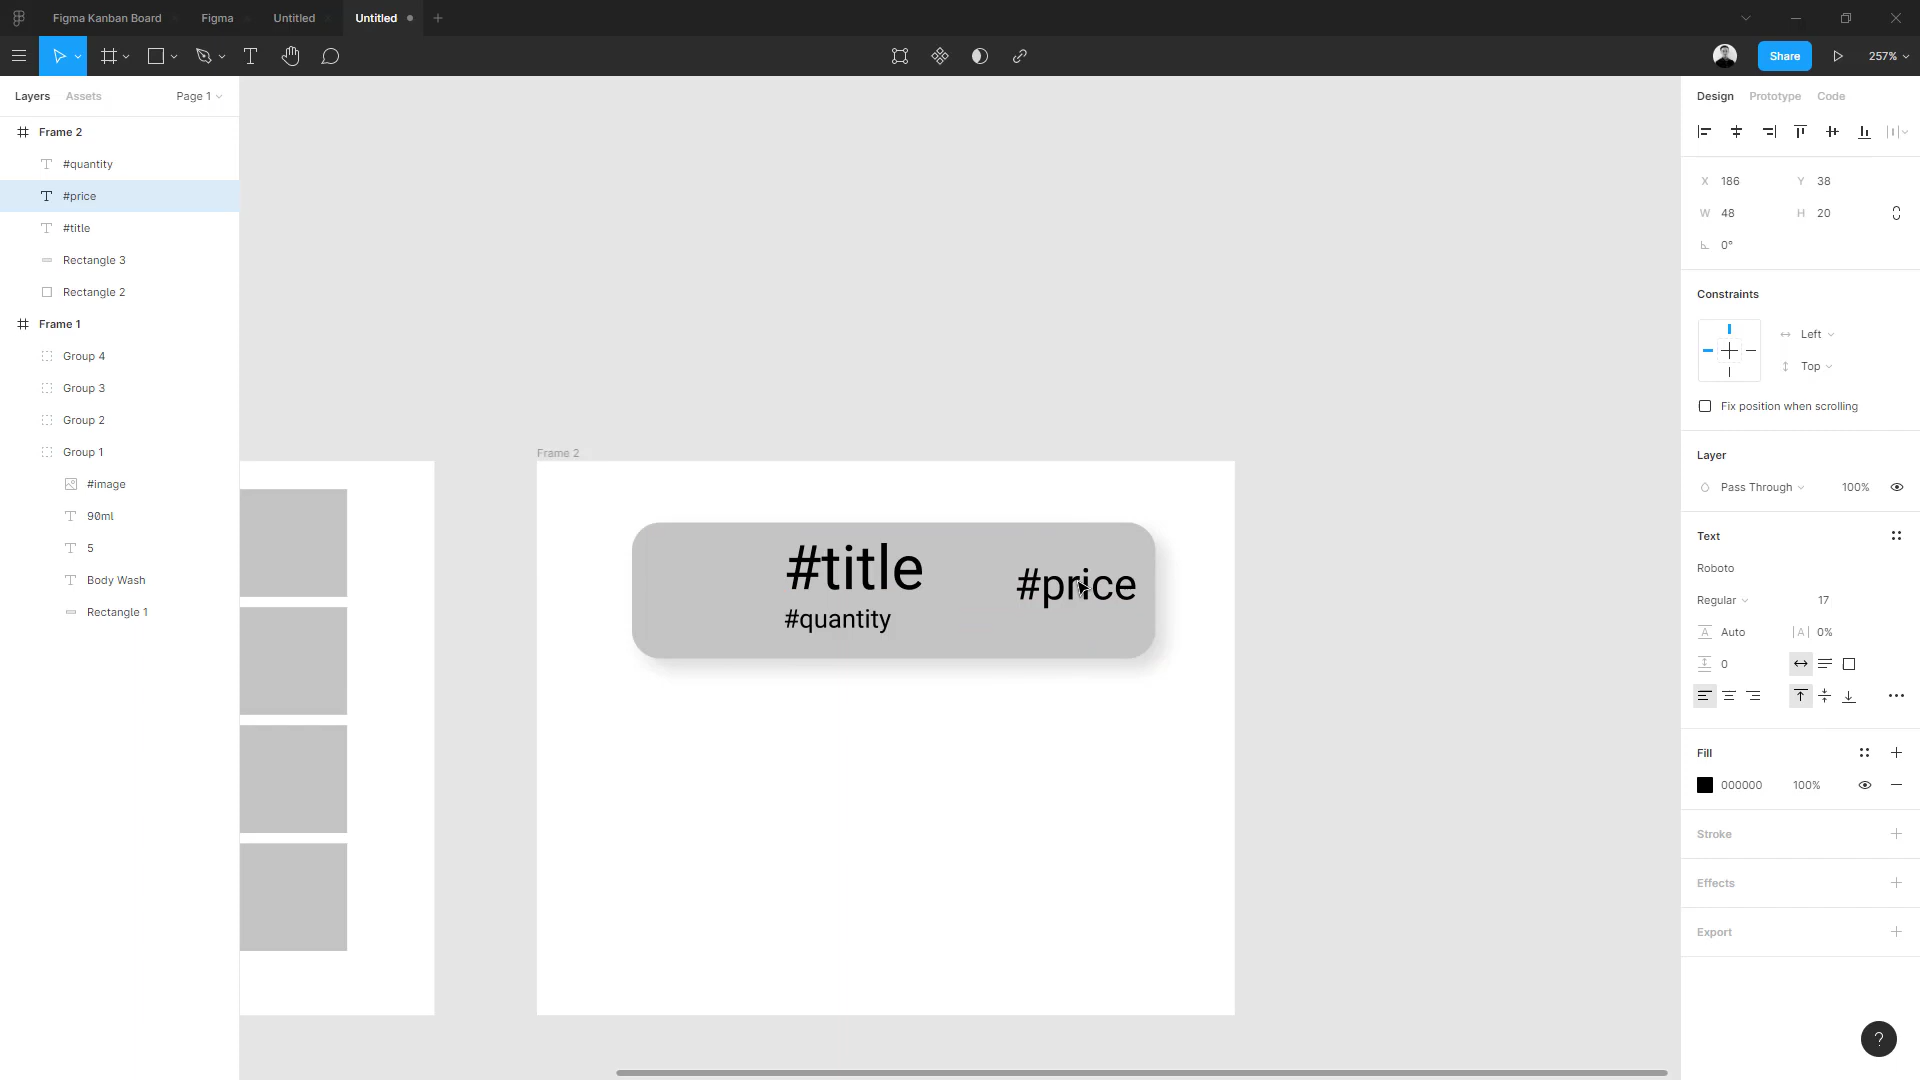 Figma Kanban Board
Figma
Untitled
Untitled
Share
257%
Layers
Assets
Page 1
Frame 2
#quantity
#price
#title
Rectangle 3
Rectangle 2
Frame 1
Group 4
Group 3
Group 2
Group 1
#image
90ml
5
Body Wash
Rectangle 1
Frame 2
#title
#price
#quantity
Design
Prototype
Code
X 186 Y 38
W 48 H 20
0°
Constraints
Left
Top
Fix position when scrolling
Layer
Pass Through 100%
Text
Roboto
Regular 17
A Auto |A| 0%
0
Fill
000000 100%
Stroke
Effects
Export
?